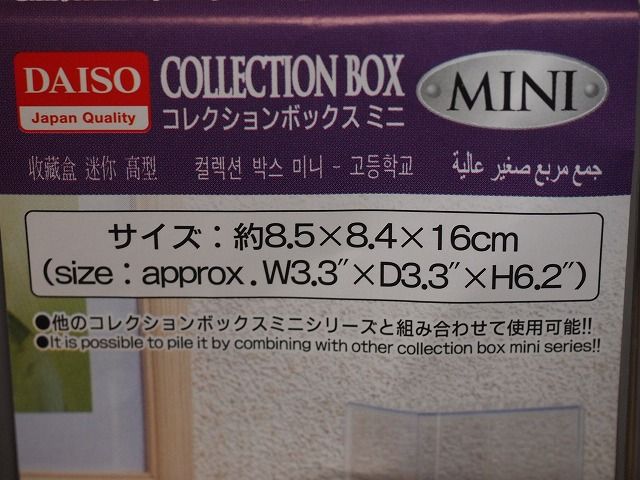 DAISO
Japan Quality
COLLECTION BOX
コレクションボックス ミニ
MINI
收藏盒 迷你 高型
컬렉션 박스 미니 - 고등학교
جمع مربع صغير عالية
サイズ：約8.5×8.4×16cm
(size：approx. W3.3″×D3.3″×H6.2″)
●他のコレクションボックスミニシリーズと組み合わせて使用可能!!
●It is possible to pile it by combining with other collection box mini series!!